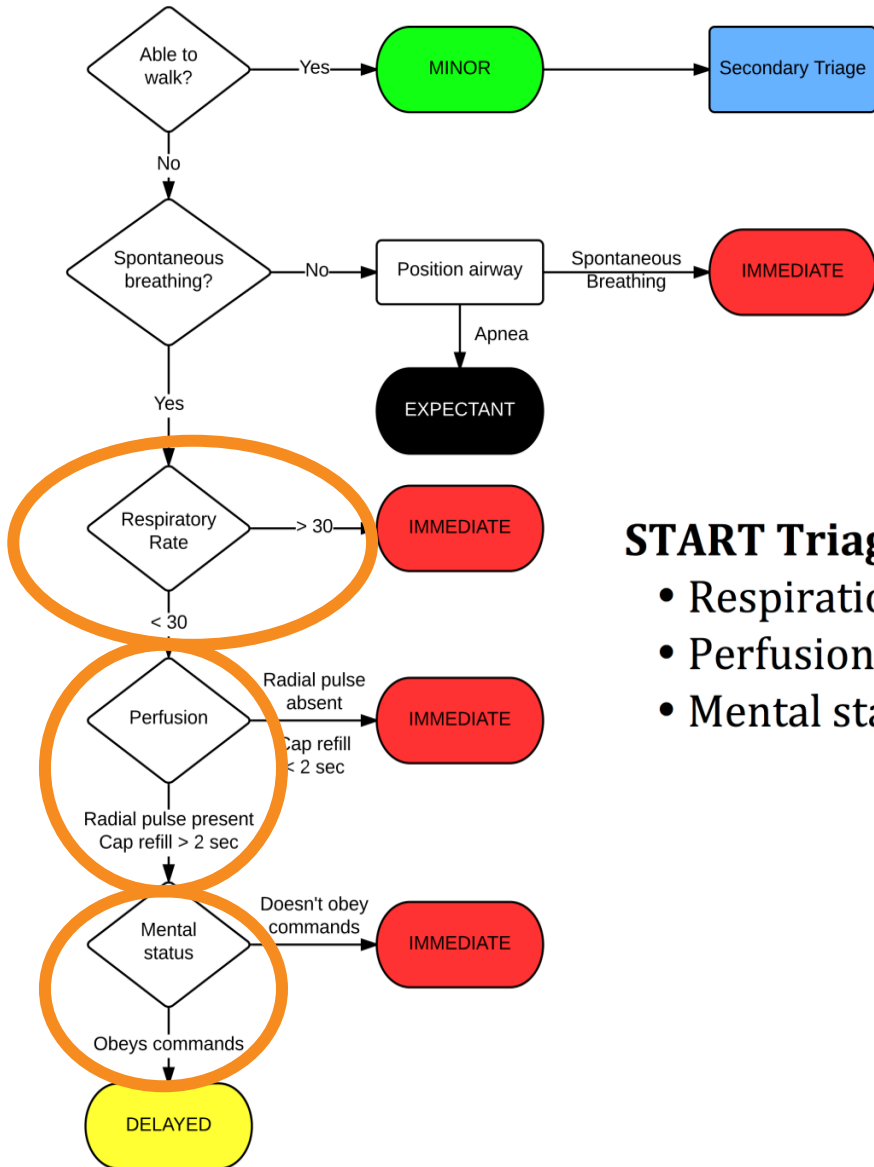 Able to
walk?
Yes
MINOR
Secondary Triage
No
Spontaneous
breathing?
No
Position airway
Spontaneous
Breathing
IMMEDIATE
Apnea
EXPECTANT
Yes
Respiratory
Rate
> 30
IMMEDIATE
< 30
START Triag
• Respiratio
• Perfusion
• Mental sta
Perfusion
Radial pulse
absent
Cap refill
< 2 sec
IMMEDIATE
Radial pulse present
Cap refill > 2 sec
Mental
status
Doesn't obey
commands
IMMEDIATE
Obeys commands
DELAYED